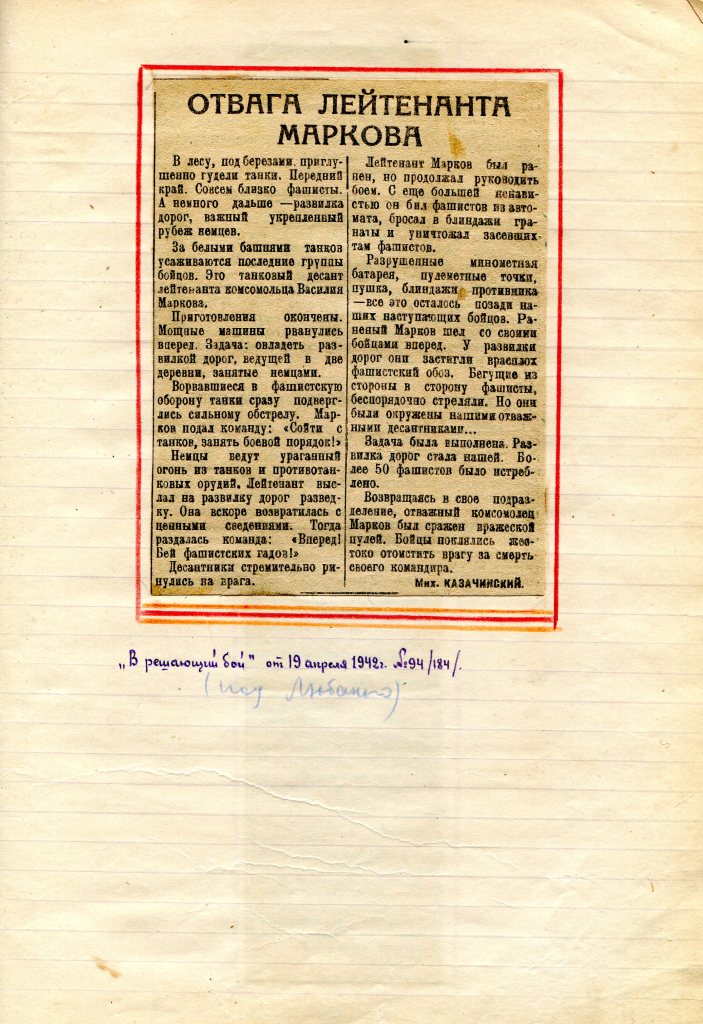 ОТВАГА ЛЕЙТЕНАНТА
МАРКОВА
В лесу, под березами, приглу-
шенно гудели танки. Передний
край. Совсем близко фашисты.
А немного дальше —развилка
дорог, важный укрепленный
рубеж немцев.
За белыми башнями танков
усаживаются последние группы
бойцов. Это танковый десант
лейтенанта комсомольца Василия
Маркова.
Приготовления окончены.
Мощные машины рванулись
вперед. Задача: овладеть раз-
вилкой дорог, ведущей в две
деревни, занятые немцами.
Ворвавшиеся в фашистскую
оборону танки сразу подверг-
лись сильному обстрелу. Мар-
ков подал команду: «Сойти с
танков, занять боевой порядок!»
Немцы ведут ураганный
огонь из танков и противотан-
ковых орудий. Лейтенант выс-
лал на развилку дорог развед-
ку. Она вскоре возвратилась с
ценными сведениями. Тогда
раздалась команда: «Вперед!
Бей фашистских гадов!»
Десантники стремительно ри-
нулись на врага.
Лейтенант Марков был ра-
нен, но продолжал руководить
боем. С еще большей ненави-
стью он бил фашистов из авто-
мата, бросал в блиндажи гра-
наты и уничтожал засевших
там фашистов.
Разрушенные минометная
батарея, пулеметные точки,
пушка, блиндажи противника
—все это осталось позади на-
ших наступающих бойцов. Ра-
неный Марков шел со своими
бойцами вперед. У развилки
дорог они застигли врасплох
фашистский обоз. Бегущие из
стороны в сторону фашисты,
беспорядочно стреляли. Но они
были окружены нашими отваж-
ными десантниками...
Задача была выполнена. Раз-
вилка дорог стала нашей. Бо-
лее 50 фашистов было истреб-
лено.
Возвращаясь в свое подраз-
деление, отважный комсомолец
Марков был сражен вражеской
пулей. Бойцы поклялись жес-
токо отомстить врагу за смерть
своего командира.
Мих. КАЗАЧИНСКИЙ.
„В решающий бой" от 19 апреля 1942г. №94/184/.
(под Любанью)